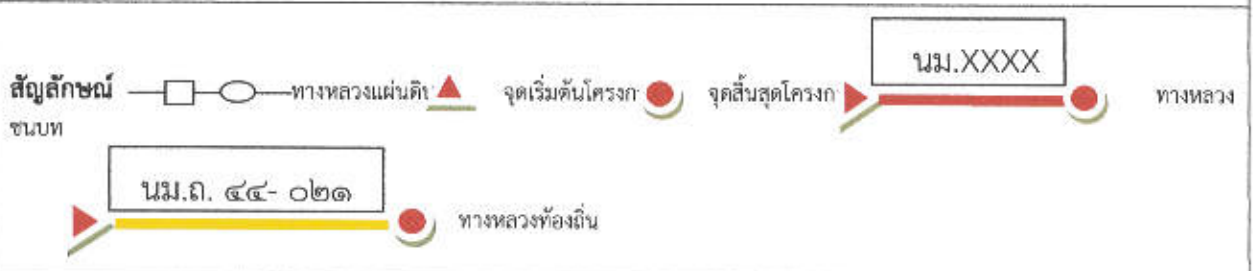 นม.XXXX
สัญลักษณ์ ทางหลวงแผ่นดิน จุดเริ่มต้นโครงก จุดสิ้นสุดโครงก ทางหลวง
ชนบท
นม.ถ. ๔๔- ๐๒๑
ทางหลวงท้องถิ่น